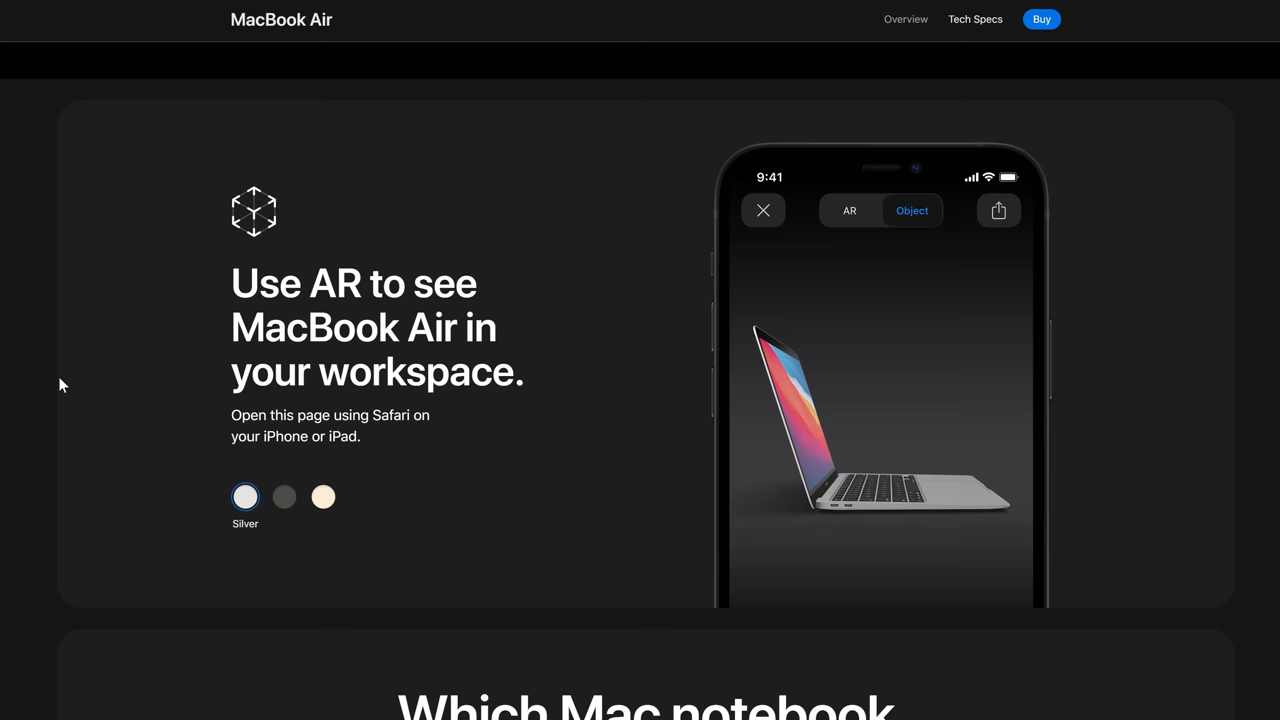 MacBook Air
Overview
Tech Specs
Buy
Use AR to see
MacBook Air in
your workspace.
Open this page using Safari on
your iPhone or iPad.
Silver
9:41
AR
Object
Which Mac notebook